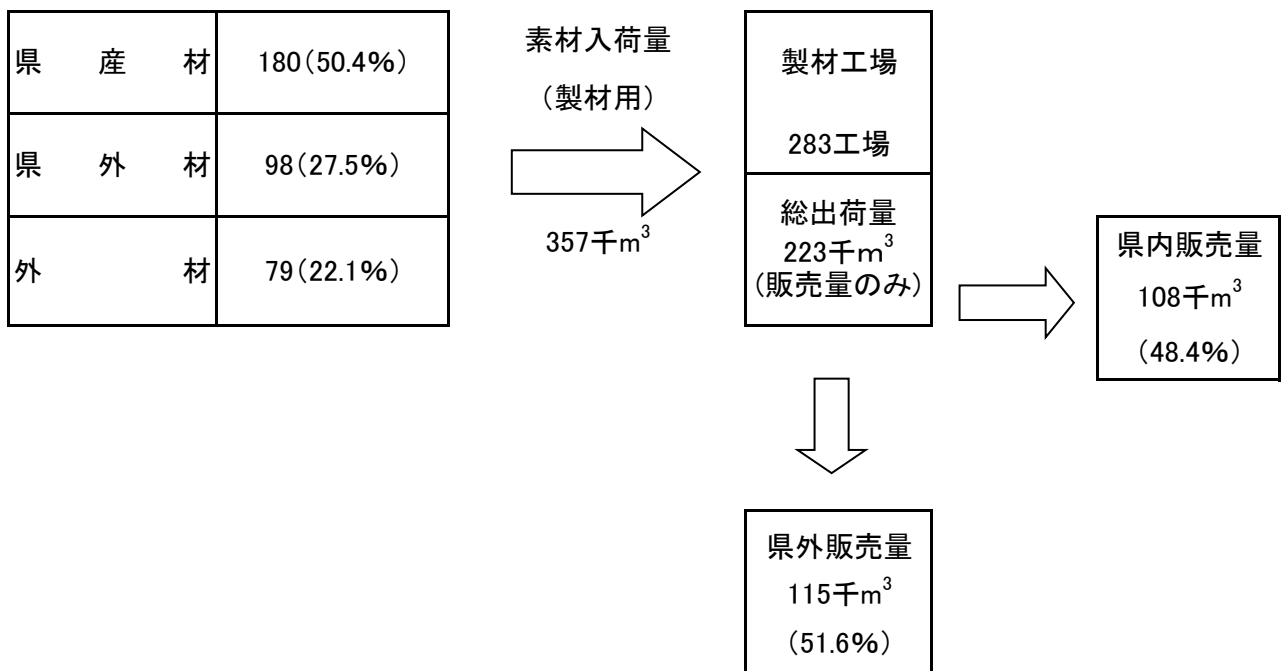 県産材 180(50.4%)
県外材 98(27.5%)
外材 79(22.1%)
素材入荷量
(製材用)
357千m³
製材工場
283工場
総出荷量
223千m³
(販売量のみ)
県内販売量
108千m³
(48.4%)
県外販売量
115千m³
(51.6%)